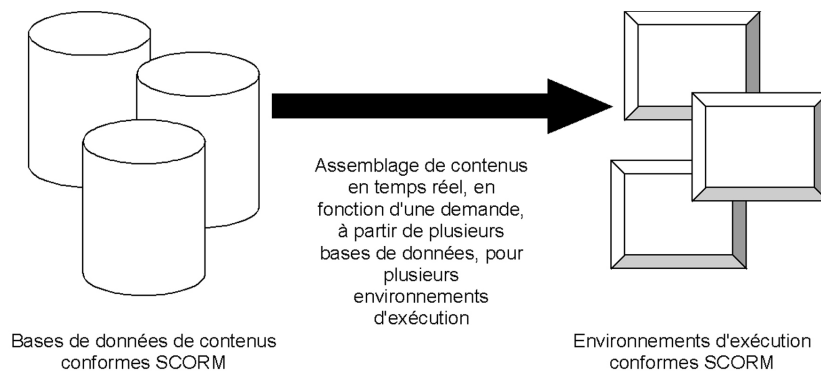 Assemblage de contenus
en temps réel, en
fonction d'une demande,
à partir de plusieurs
bases de données, pour
plusieurs
environnements
d'exécution
Bases de données de contenus
conformes SCORM
Environnements d'exécution
conformes SCORM